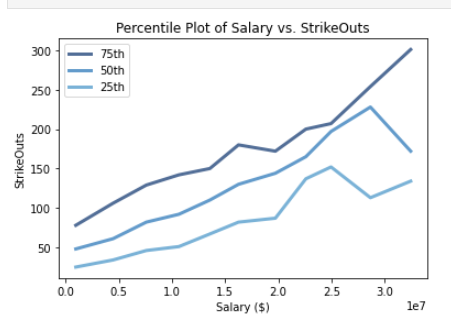 Percentile Plot of Salary vs. StrikeOuts
75th
50th
25th
StrikeOuts
300
250
200
150
100
50
0.0 0.5 1.0 1.5 2.0 2.5 3.0
1e7
Salary ($)